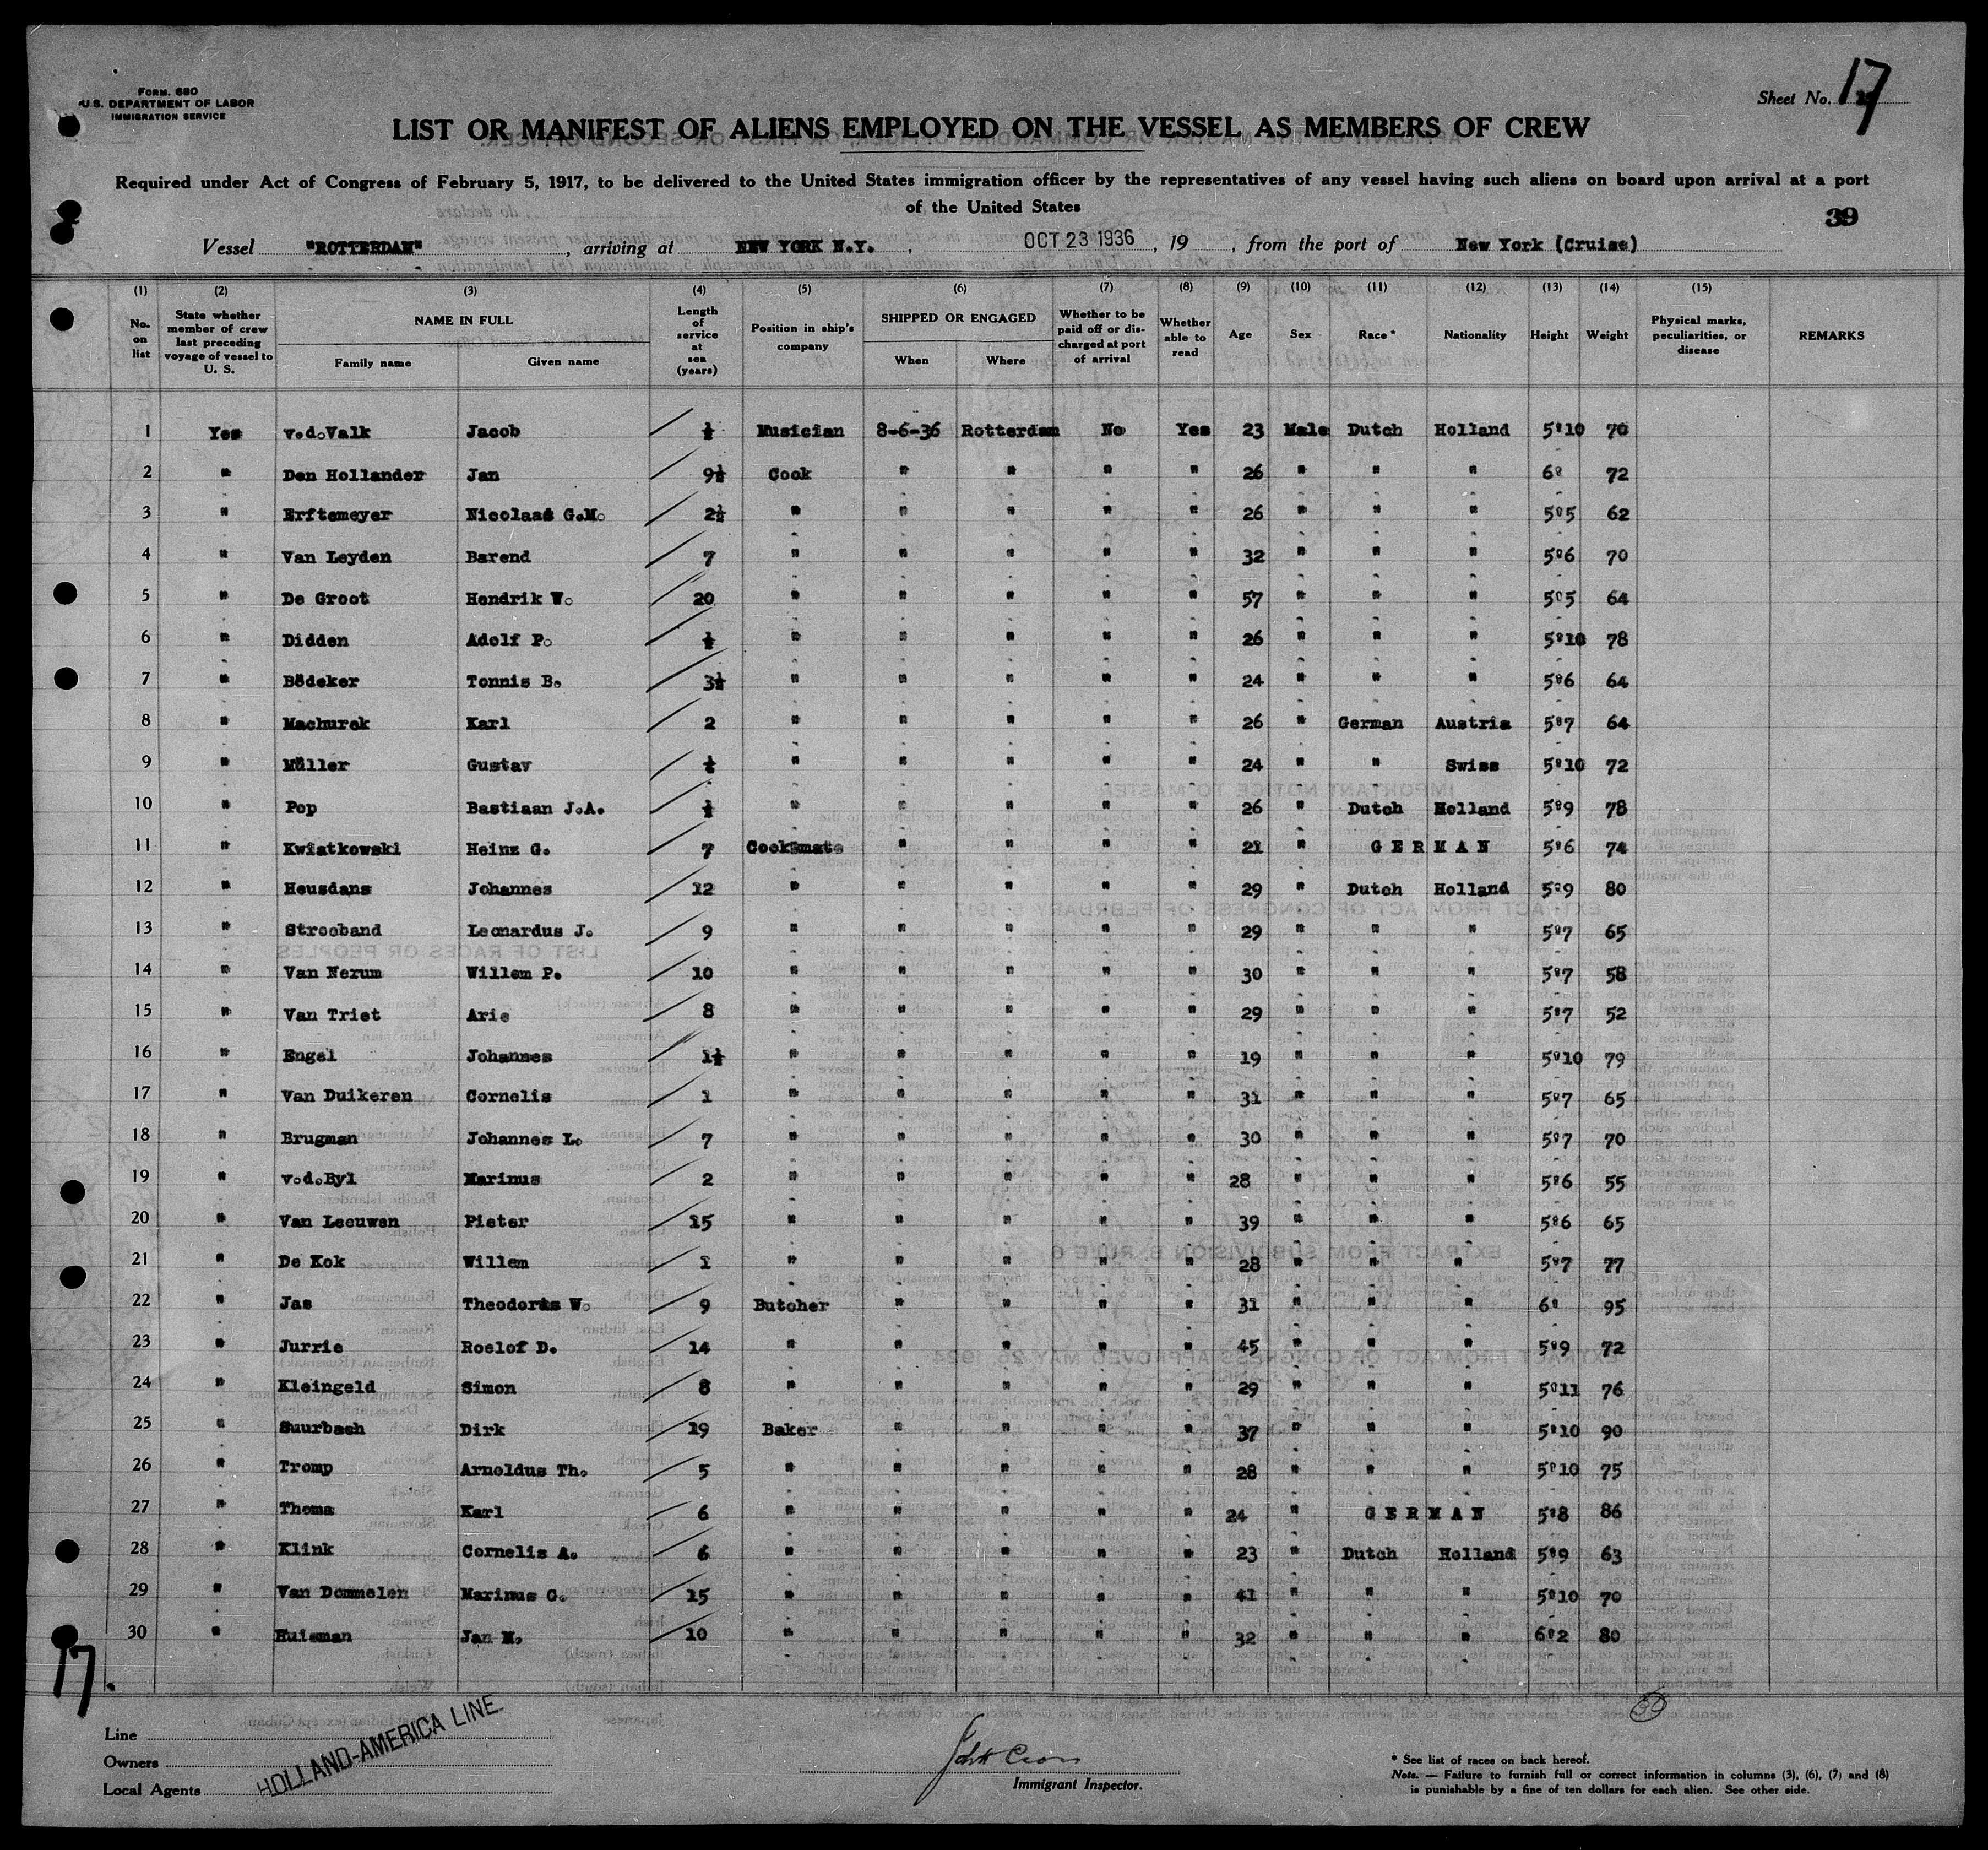 FORM. 680
U.S. DEPARTMENT OF LABOR
IMMIGRATION SERVICE
Sheet No. 17
LIST OR MANIFEST OF ALIENS EMPLOYED ON THE VESSEL AS MEMBERS OF CREW
Required under Act of Congress of February 5, 1917, to be delivered to the United States immigration officer by the representatives of any vessel having such aliens on board upon arrival at a port
of the United States
39
Vessel "ROTTERDAM", arriving at NEW YORK N.Y., OCT 23 1936, 19 , from the port of New York (Cruise)
(1) (2) (3) (4) (5) (6) (7) (8) (9) (10) (11) (12) (13) (14) (15)
No. on list | State whether member of crew last preceding voyage of vessel to U. S. | NAME IN FULL Family name Given name | Length of service at sea (years) | Position in ship's company | SHIPPED OR ENGAGED When Where | Whether to be paid off or discharged at port of arrival | Whether able to read | Age | Sex | Race * | Nationality | Height | Weight | Physical marks, peculiarities, or disease | REMARKS
1 Yes v.d.Valk Jacob ½ Musician 8-6-36 Rotterdam No Yes 23 Male Dutch Holland 5'10 70
2 " Den Hollander Jan 9½ Cook " " " " 26 " " " 6' 72
3 " Erftemeyer Nicolaas G.M. 2½ " " " " " 26 " " " 5'5 62
4 " Van Leyden Barend 7 " " " " " 32 " " " 5'6 70
5 " De Groot Hendrik W. 20 " " " " " 57 " " " 5'5 64
6 " Didden Adolf P. ½ " " " " " 26 " " " 5'10 78
7 " Bödeker Tonnis B. 3½ " " " " " 24 " " " 5'6 64
8 " Machurek Karl 2 " " " " " 26 " German Austria 5'7 64
9 " Müller Gustav ½ " " " " " 24 " " Swiss 5'10 72
10 " Pop Bastiaan J.A. ½ " " " " " 26 " Dutch Holland 5'9 78
11 " Kwiatkowski Heinz G. 7 Cooksmate " " " " 21 " GERMAN 5'6 74
12 " Heusdans Johannes 12 " " " " " 29 " Dutch Holland 5'9 80
13 " Strooband Leonardus J. 9 " " " " " 29 " " " 5'7 65
14 " Van Nerum Willem P. 10 " " " " " 30 " " " 5'7 58
15 " Van Triet Arie 8 " " " " " 29 " " " 5'7 52
16 " Engel Johannes 1½ " " " " " 19 " " " 5'10 79
17 " Van Duikeren Cornelis 1 " " " " " 31 " " " 5'7 65
18 " Brugman Johannes L. 7 " " " " " 30 " " " 5'7 70
19 " v.d.Byl Marinus 2 " " " " " 28 " " " 5'6 55
20 " Van Leeuwen Pieter 15 " " " " " 39 " " " 5'6 65
21 " De Kok Willem 1 " " " " " 28 " " " 5'7 77
22 " Jas Theodorus W. 9 Butcher " " " " 31 " " " 6' 95
23 " Jurrie Roelof D. 14 " " " " " 45 " " " 5'9 72
24 " Kleingeld Simon 8 " " " " " 29 " " " 5'11 76
25 " Suurbach Dirk 19 Baker " " " " 37 " " " 5'10 90
26 " Tromp Arnoldus Th. 5 " " " " " 28 " " " 5'10 75
27 " Thoma Karl 6 " " " " " 24 " GERMAN 5'8 86
28 " Klink Cornelis A. 6 " " " " " 23 " Dutch Holland 5'9 63
29 " Van Dommelen Marinus G. 15 " " " " " 41 " " " 5'10 70
30 " Huisman Jan M. 10 " " " " " 32 " " " 6'2 80
17
30
Line
Owners
Local Agents
HOLLAND-AMERICA LINE.
Immigrant Inspector.
* See list of races on back hereof.
Note. — Failure to furnish full or correct information in columns (3), (6), (7) and (8)
is punishable by a fine of ten dollars for each alien. See other side.